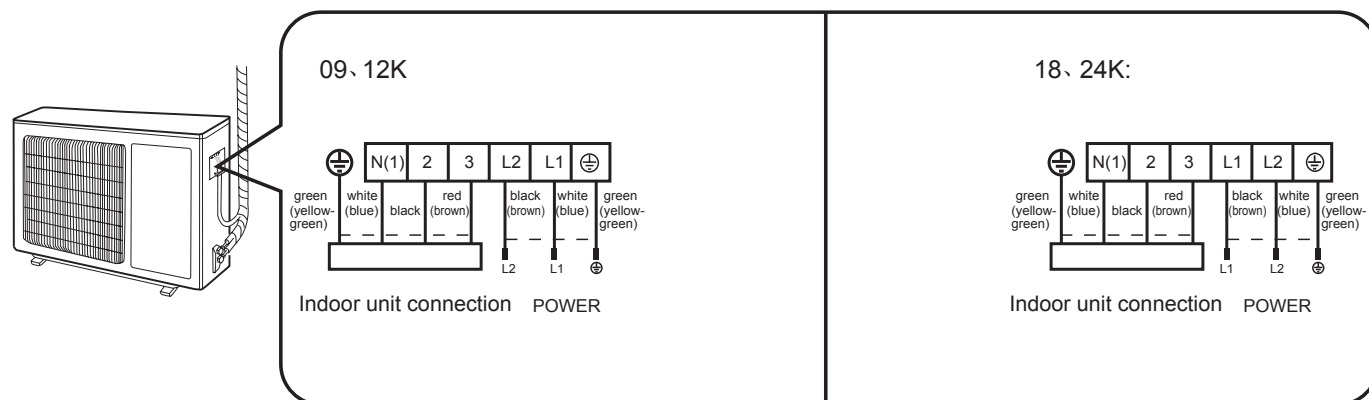 09、12K
N(1) 2 3 L2 L1
green (yellow-green)
white (blue)
black
red (brown)
black (brown)
white (blue)
green (yellow-green)
L2 L1
Indoor unit connection POWER
18、24K:
N(1) 2 3 L1 L2
green (yellow-green)
white (blue)
black
red (brown)
black (brown)
white (blue)
green (yellow-green)
L1 L2
Indoor unit connection POWER